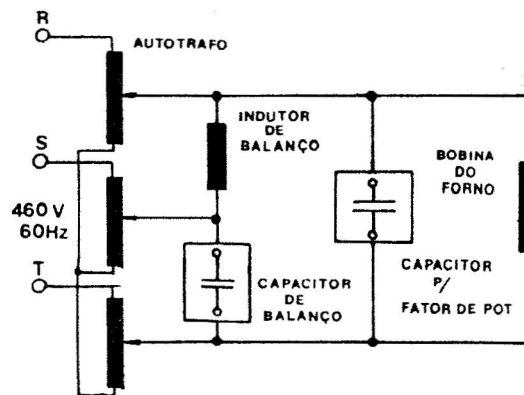 R
AUTOTRAFO
INDUTOR
DE
BALANÇO
S
BOBINA
DO
FORNO
460 V
60Hz
T
CAPACITOR
DE
BALANÇO
CAPACITOR
P/
FATOR DE POT